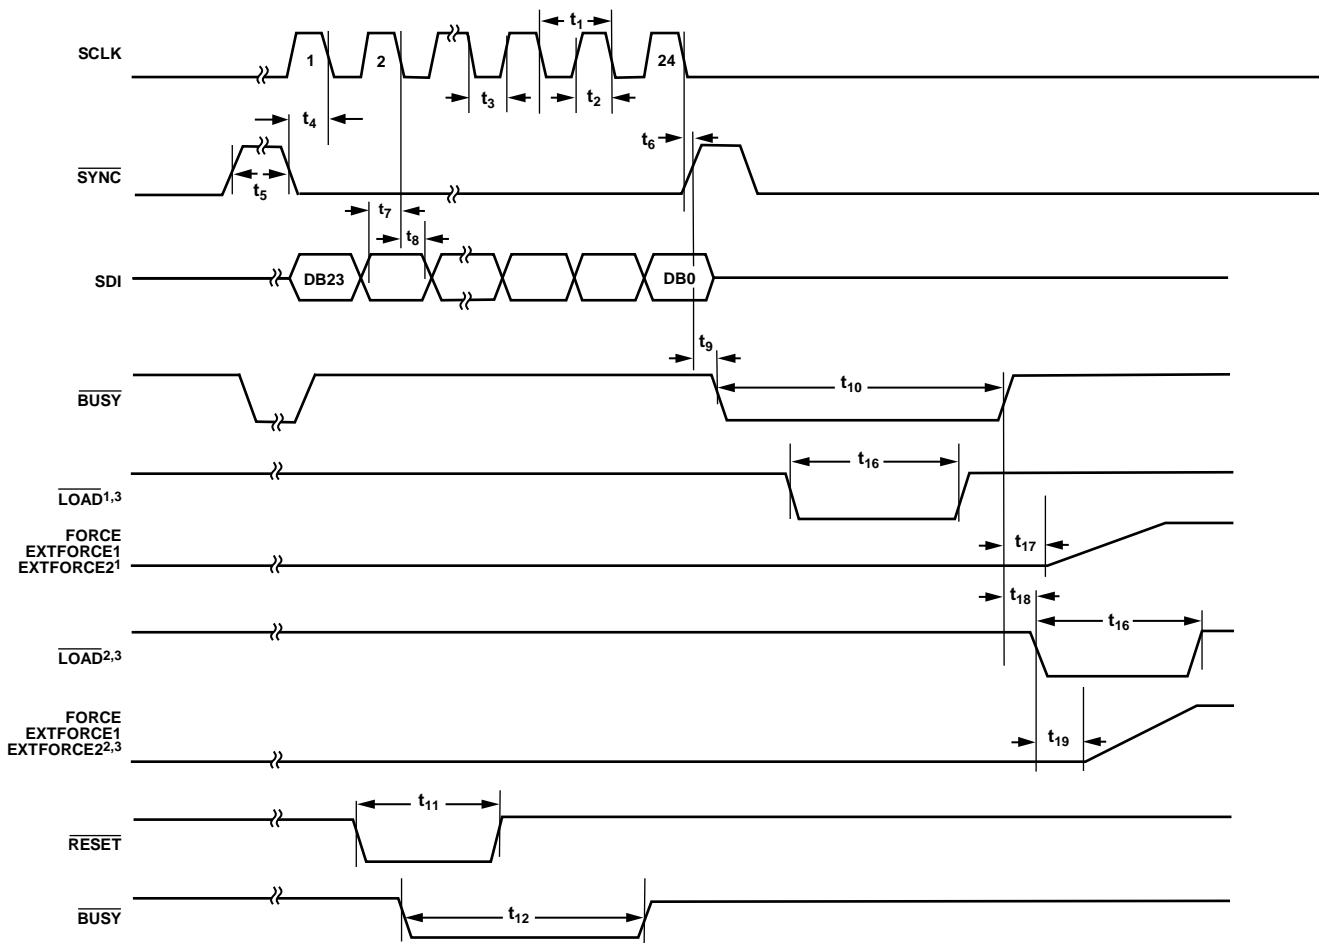 t1
SCLK
1
2
24
t3
t2
t4
t6
SYNC
t5
t7
t8
SDI
DB23
DB0
t9
t10
BUSY
t16
LOAD1,3
FORCE
EXTFORCE1
EXTFORCE21
t17
t18
t16
LOAD2,3
FORCE
EXTFORCE1
EXTFORCE22,3
t19
t11
RESET
t12
BUSY